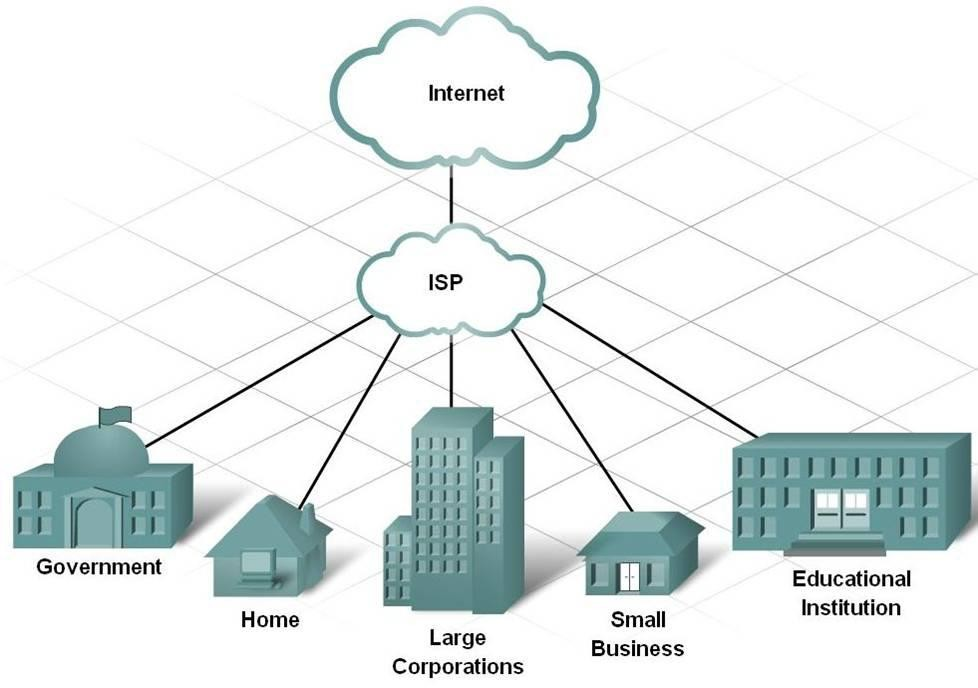 Internet
ISP
Government
Home
Large
Corporations
Small
Business
Educational
Institution